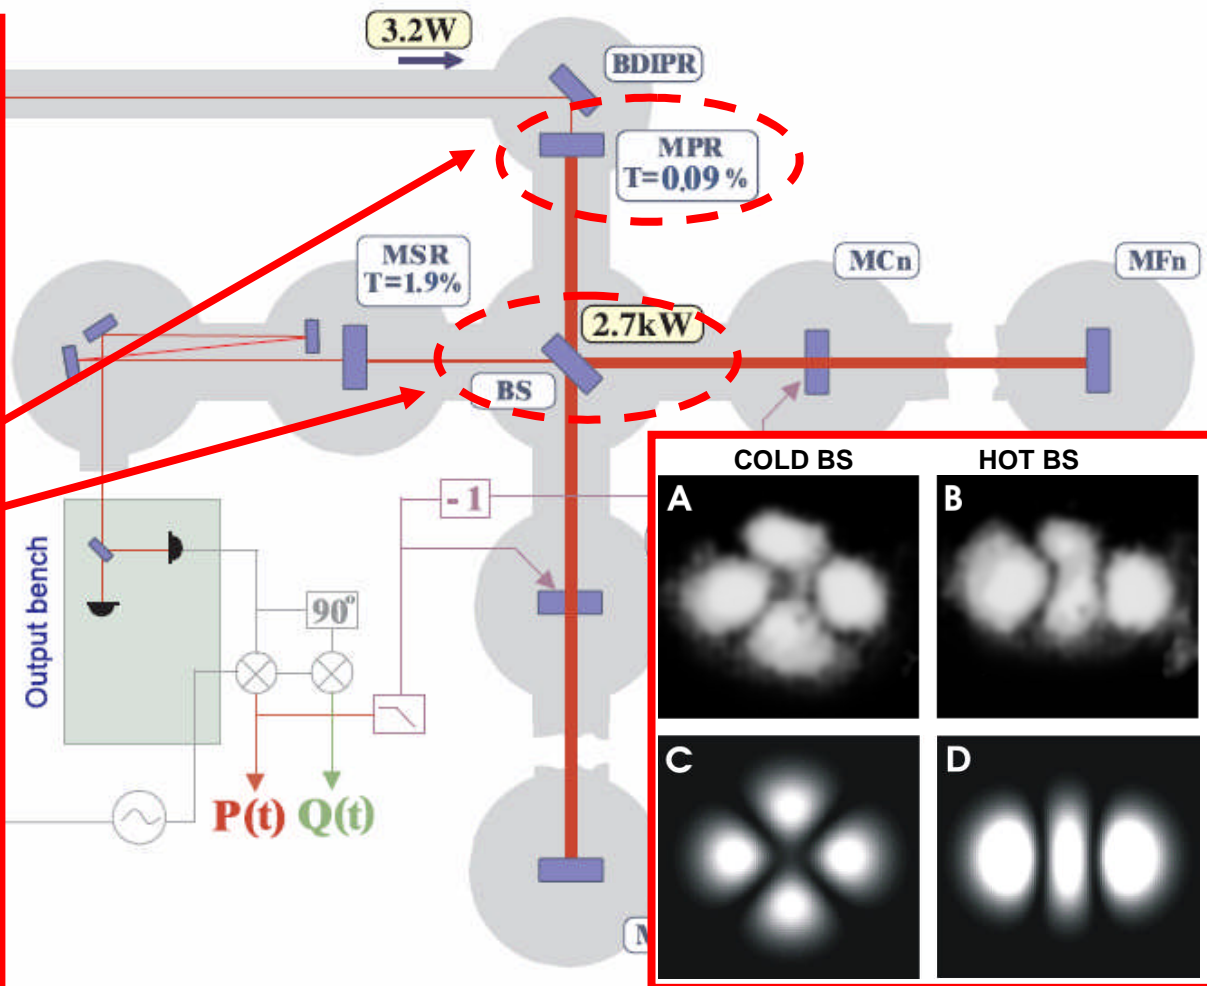 3.2W
BDIPR
MPR
T=0.09 %
MSR
T=1.9%
MCn
MFn
2.7kW
BS
COLD BS
HOT BS
A
B
- 1
Output bench
90°
C
D
P(t) Q(t)